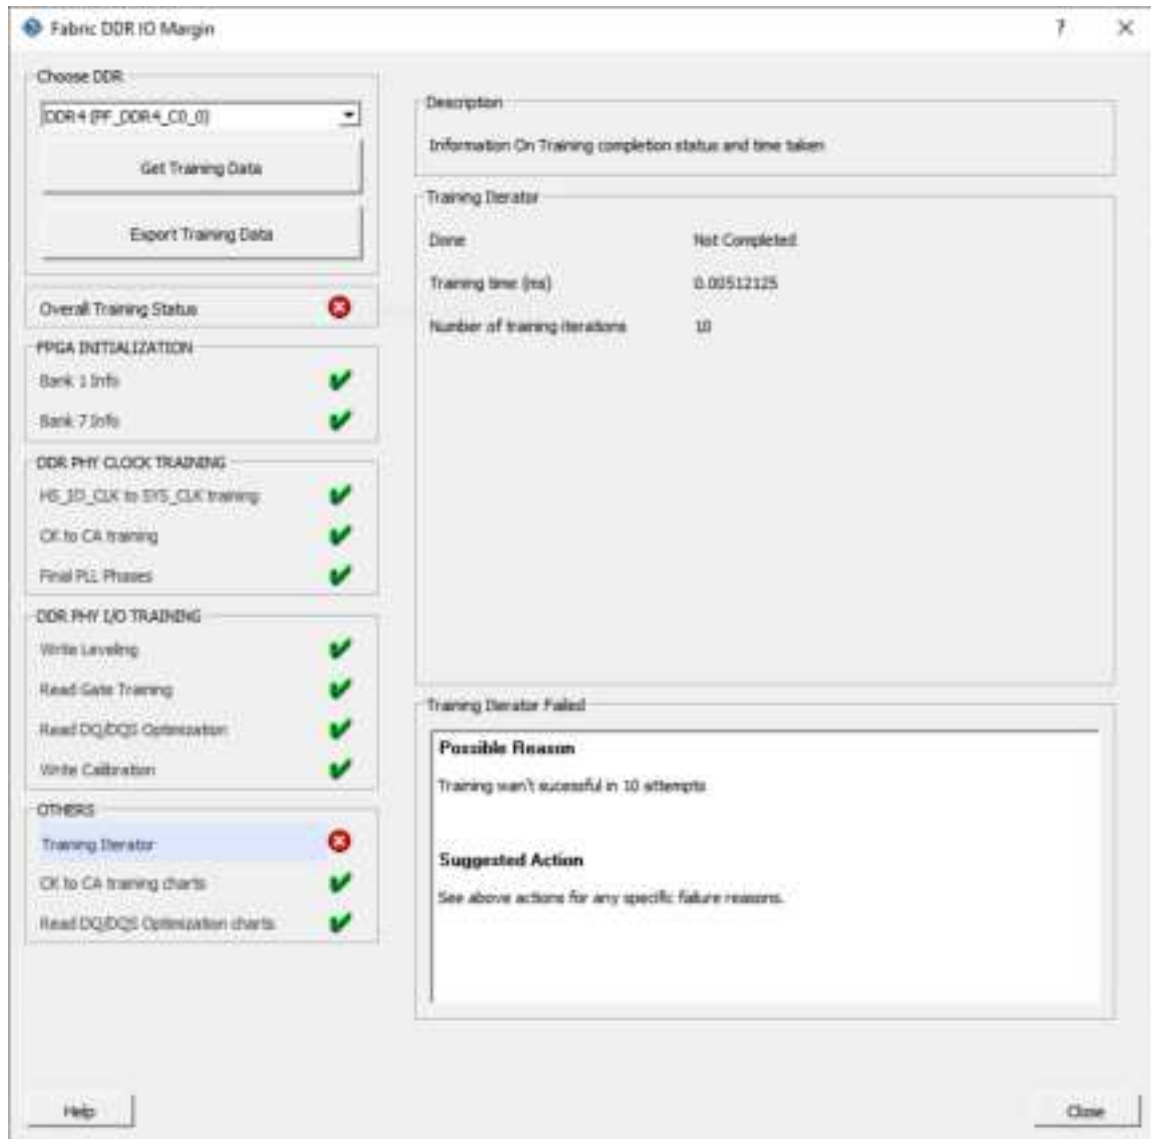 Fabric DDR IO Margin
?
Choose DDR
DDR4 (PF_DDR4_C0_0)
Get Training Data
Export Training Data
Overall Training Status
FPGA INITIALIZATION
Bank 1 Info
Bank 7 Info
DDR PHY CLOCK TRAINING
HS_IO_CLK to SYS_CLK training
CK to CA training
Final PLL Phases
DDR PHY I/O TRAINING
Write Leveling
Read Gate Training
Read DQ/DQS Optimization
Write Calibration
OTHERS
Training Iterator
CK to CA training charts
Read DQ/DQS Optimization charts
Help
Description
Information On Training completion status and time taken
Training Iterator
Done Not Completed
Training time (ms) 0.00512125
Number of training iterations 10
Training Iterator Failed
Possible Reason
Training wan't sucessful in 10 attempts
Suggested Action
See above actions for any specific failure reasons.
Close